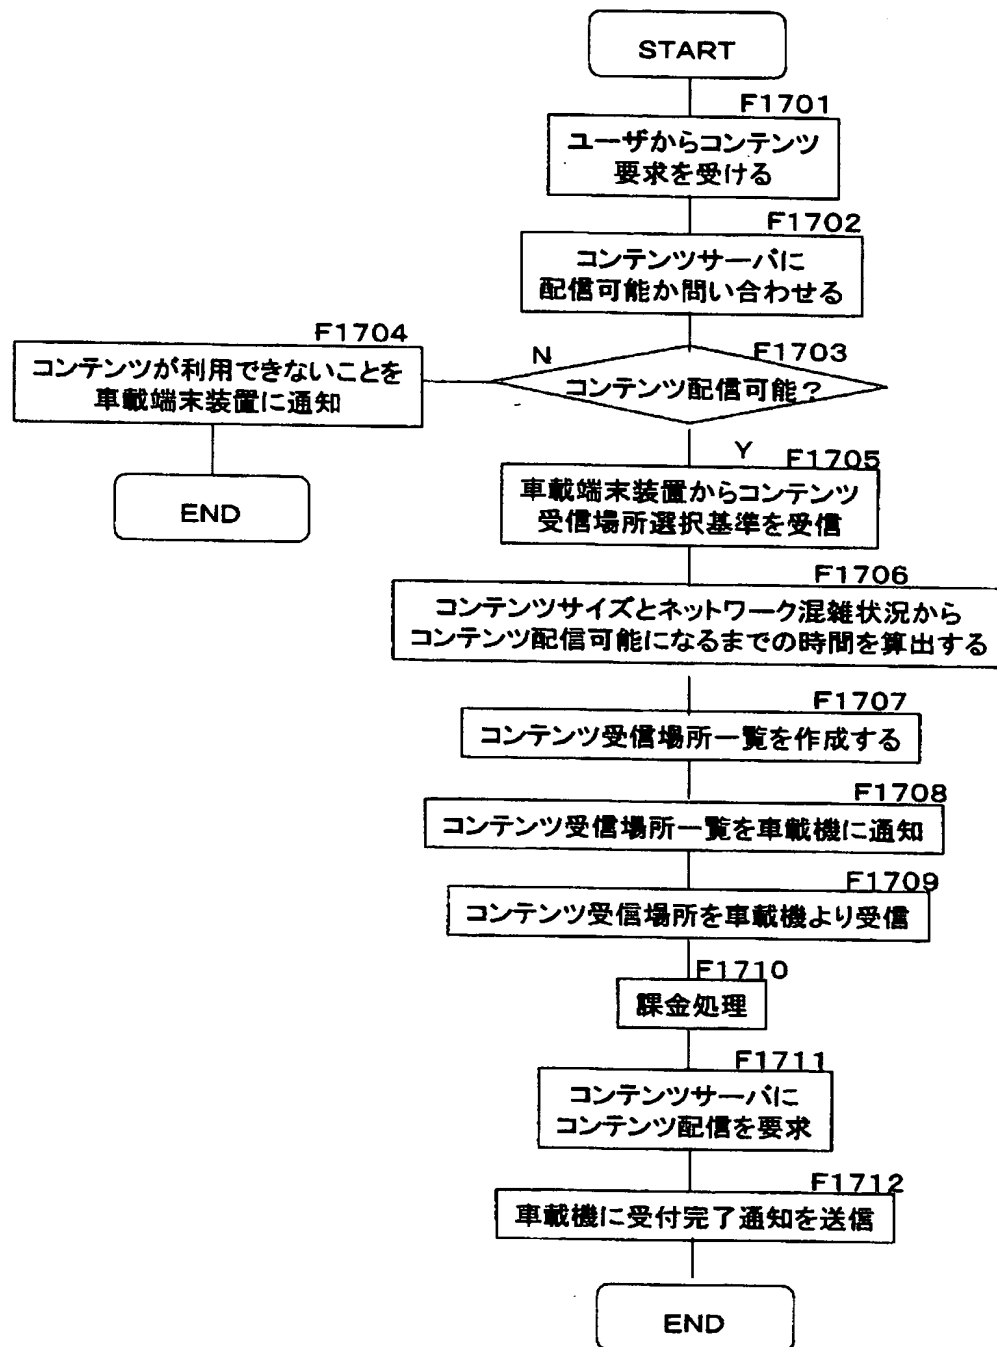 START
F1701
ユーザからコンテンツ
要求を受ける
F1702
コンテンツサーバに
配信可能か問い合わせる
F1703
コンテンツ配信可能？
N
F1704
コンテンツが利用できないことを
車載端末装置に通知
END
Y
F1705
車載端末装置からコンテンツ
受信場所選択基準を受信
F1706
コンテンツサイズとネットワーク混雑状況から
コンテンツ配信可能になるまでの時間を算出する
F1707
コンテンツ受信場所一覧を作成する
F1708
コンテンツ受信場所一覧を車載機に通知
F1709
コンテンツ受信場所を車載機より受信
F1710
課金処理
F1711
コンテンツサーバに
コンテンツ配信を要求
F1712
車載機に受付完了通知を送信
END